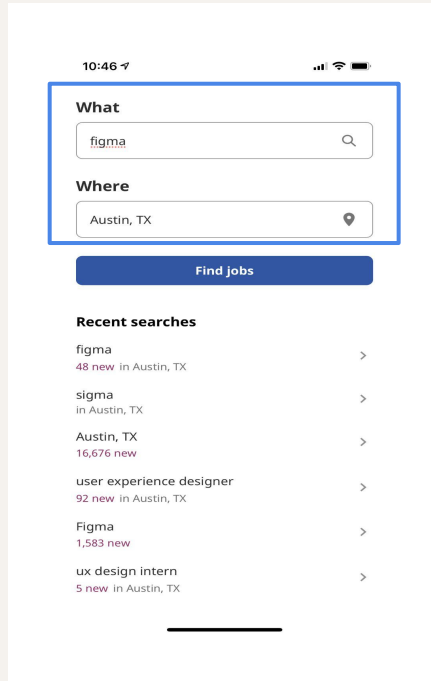 10:46
What
figma
Where
Austin, TX
Find jobs
Recent searches
figma
48 new in Austin, TX
sigma
in Austin, TX
Austin, TX
16,676 new
user experience designer
92 new in Austin, TX
Figma
1,583 new
ux design intern
5 new in Austin, TX